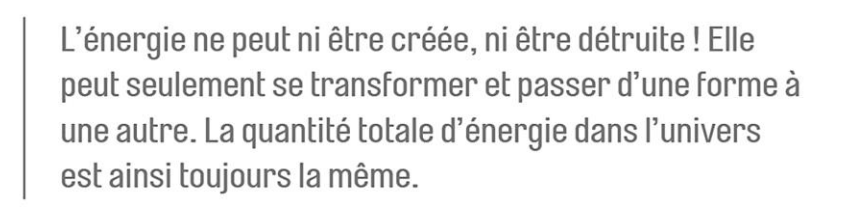 L’énergie ne peut ni être créée, ni être détruite ! Elle
peut seulement se transformer et passer d’une forme à
une autre. La quantité totale d’énergie dans l’univers
est ainsi toujours la même.